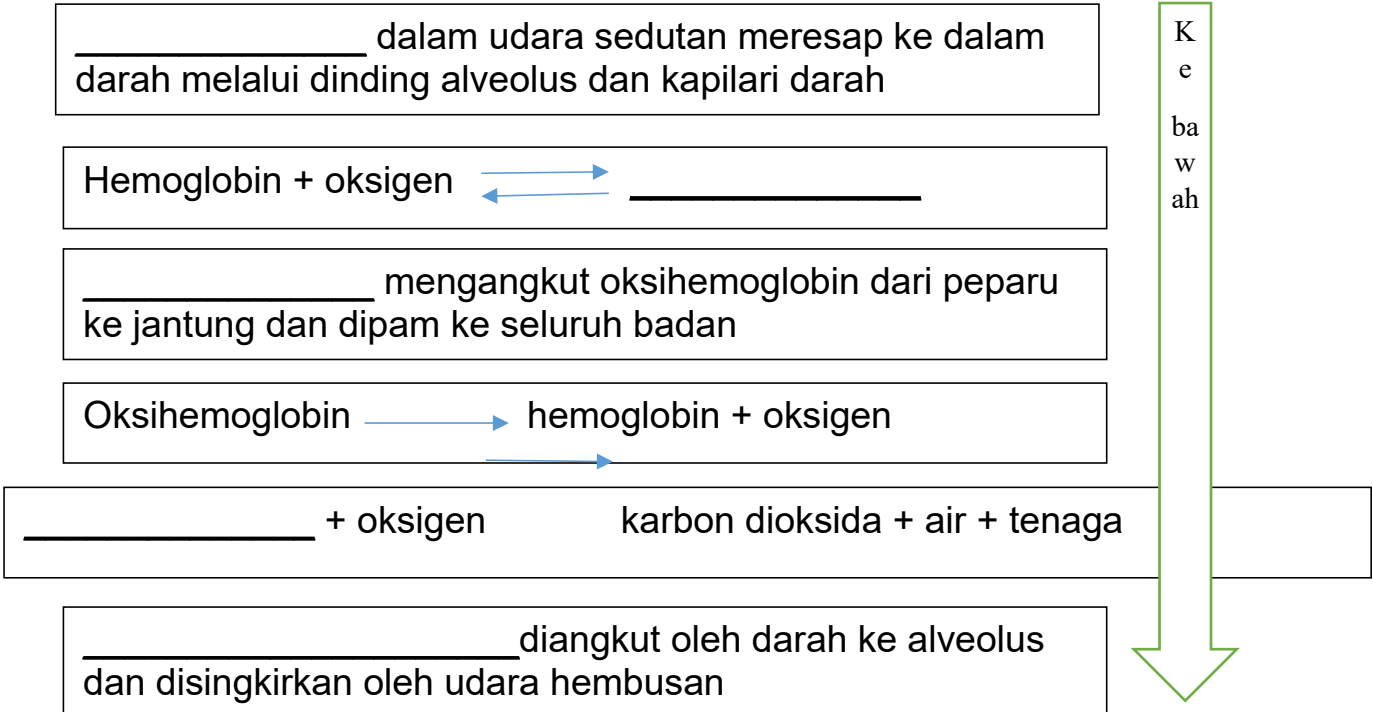 ______________ dalam udara sedutan meresap ke dalam
darah melalui dinding alveolus dan kapilari darah
Hemoglobin + oksigen ______________
______________ mengangkut oksihemoglobin dari peparu
ke jantung dan dipam ke seluruh badan
Oksihemoglobin hemoglobin + oksigen
______________ + oksigen karbon dioksida + air + tenaga
_____________________diangkut oleh darah ke alveolus
dan disingkirkan oleh udara hembusan
K
e
ba
w
ah